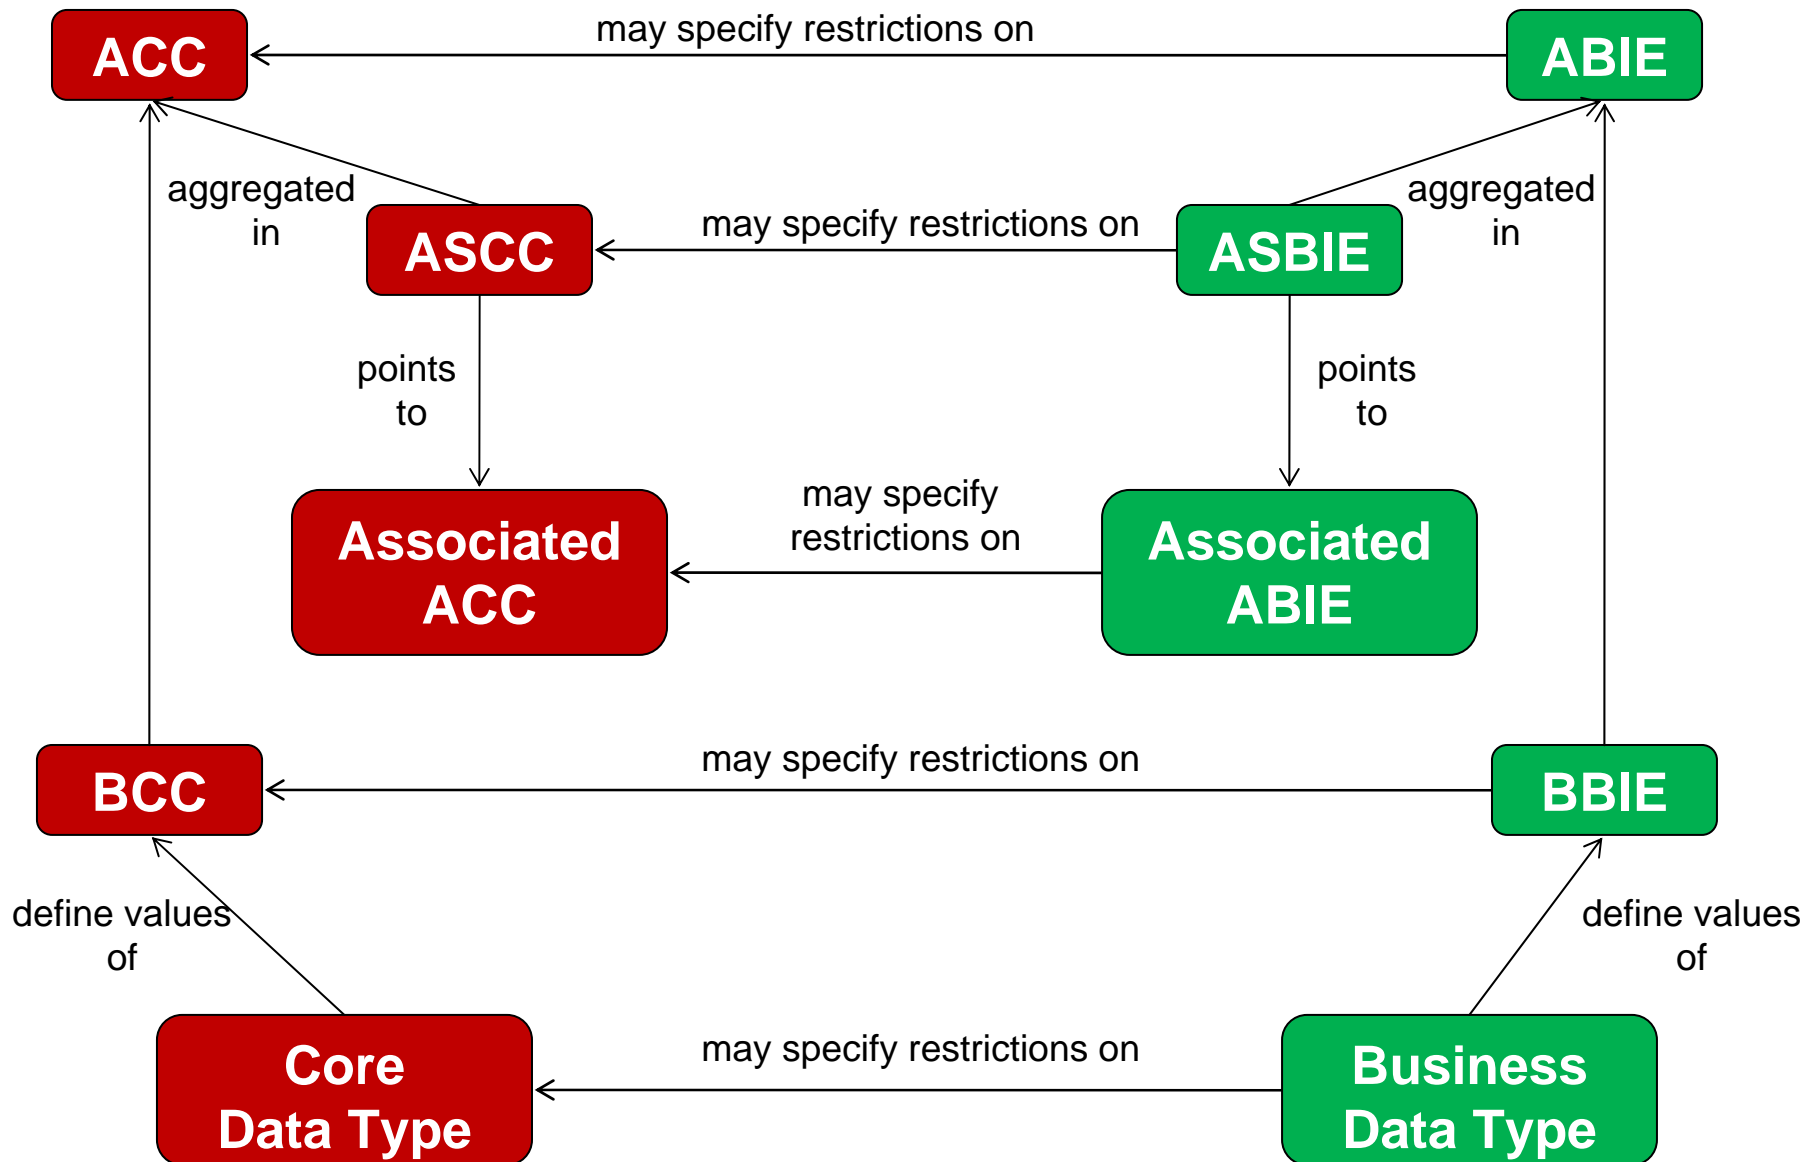 ACC
may specify restrictions on
ABIE
aggregated
in
aggregated
in
ASCC
may specify restrictions on
ASBIE
points
to
points
to
Associated
ACC
may specify
restrictions on
Associated
ABIE
BCC
may specify restrictions on
BBIE
define values
of
define values
of
Core
Data Type
may specify restrictions on
Business
Data Type